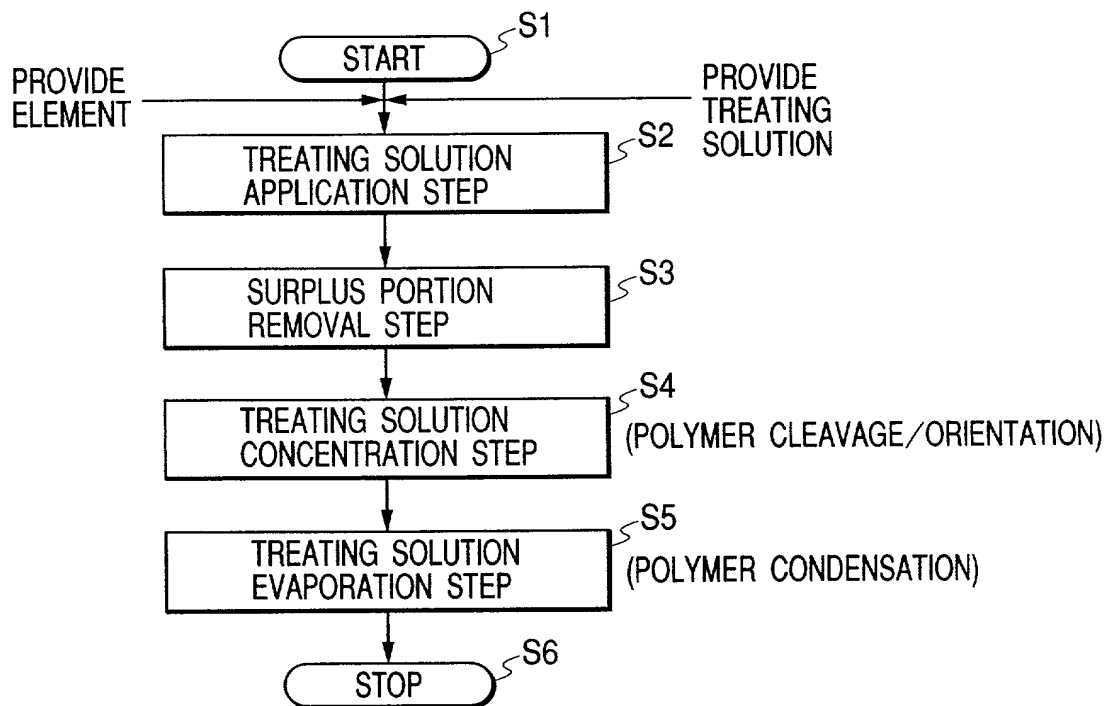 S1
START
PROVIDE
ELEMENT
PROVIDE
TREATING
SOLUTION
S2
TREATING SOLUTION
APPLICATION STEP
S3
SURPLUS PORTION
REMOVAL STEP
S4
TREATING SOLUTION
CONCENTRATION STEP
(POLYMER CLEAVAGE/ORIENTATION)
S5
TREATING SOLUTION
EVAPORATION STEP
(POLYMER CONDENSATION)
S6
STOP